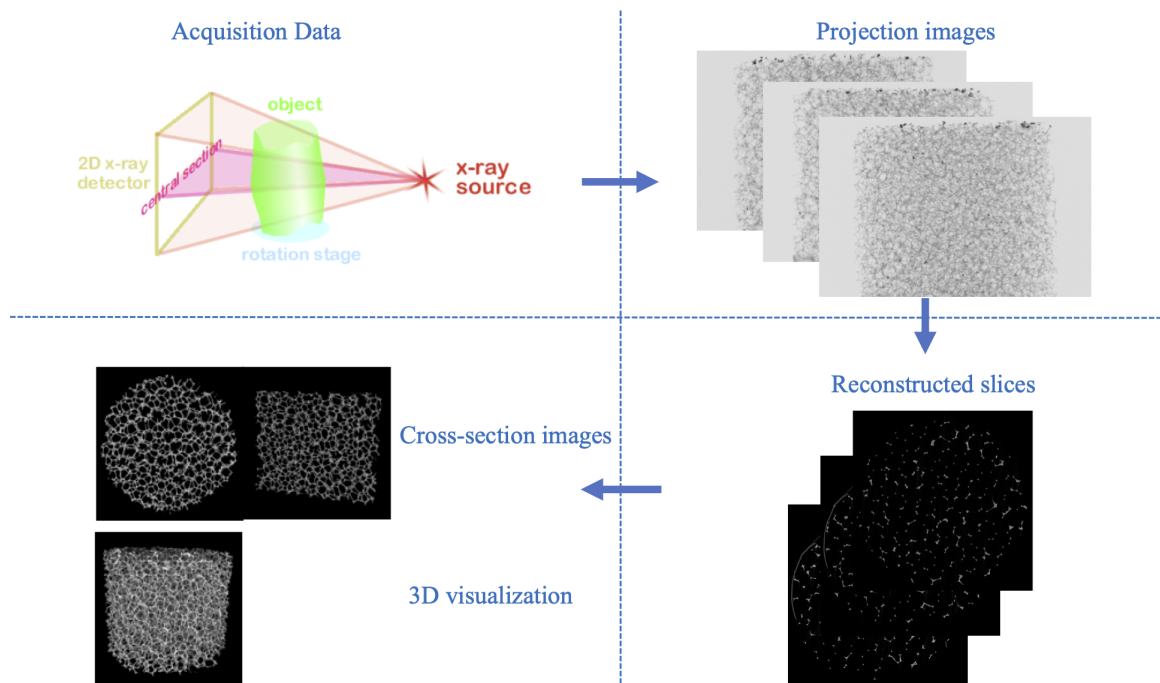 Acquisition Data
object
2D x-ray
detector
central section
x-ray
source
rotation stage
Projection images
Reconstructed slices
Cross-section images
3D visualization